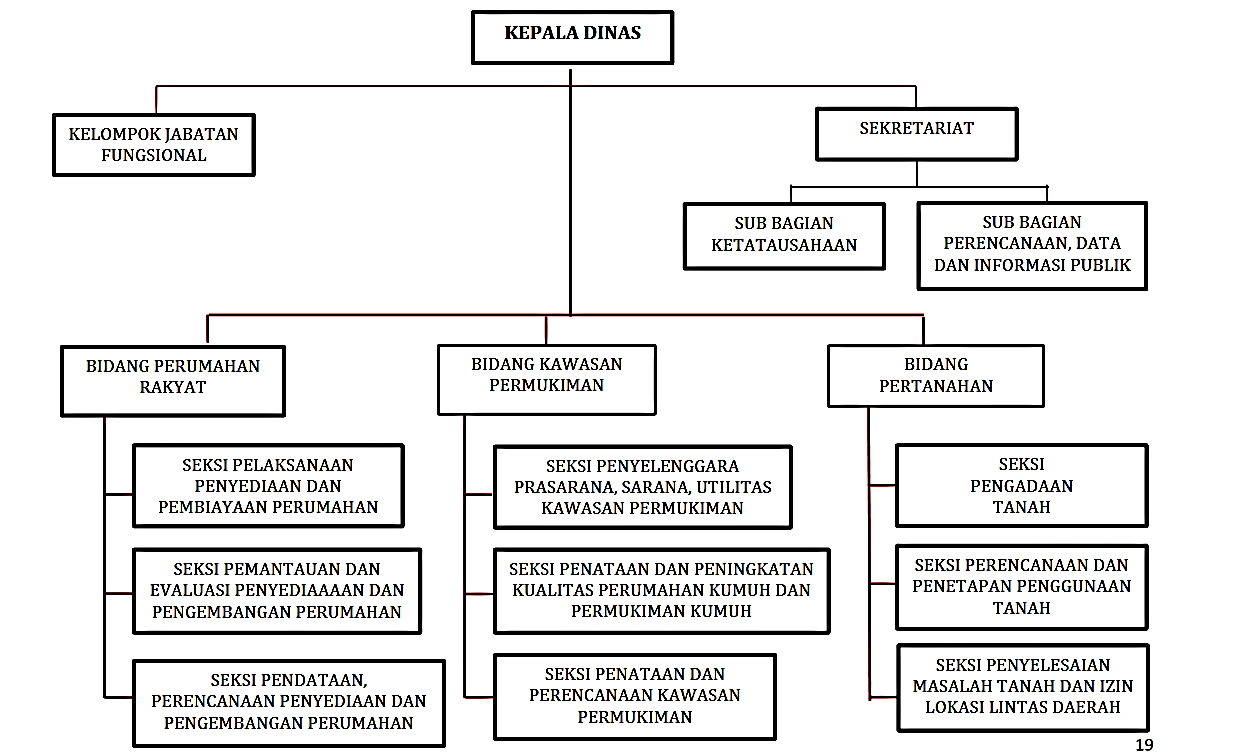 KEPALA DINAS
KELOMPOK JABATAN
FUNGSIONAL
SEKRETARIAT
SUB BAGIAN
KETATAUSAHAAN
SUB BAGIAN
PERENCANAAN, DATA
DAN INFORMASI PUBLIK
BIDANG PERUMAHAN
RAKYAT
SEKSI PELAKSANAAN
PENYEDIAAN DAN
PEMBIAYAAN PERUMAHAN
SEKSI PEMANTAUAN DAN
EVALUASI PENYEDIAAAAN DAN
PENGEMBANGAN PERUMAHAN
SEKSI PENDATAAN,
PERENCANAAN PENYEDIAAN DAN
PENGEMBANGAN PERUMAHAN
BIDANG KAWASAN
PERMUKIMAN
SEKSI PENYELENGGARA
PRASARANA, SARANA, UTILITAS
KAWASAN PERMUKIMAN
SEKSI PENATAAN DAN PENINGKATAN
KUALITAS PERUMAHAN KUMUH DAN
PERMUKIMAN KUMUH
SEKSI PENATAAN DAN
PERENCANAAN KAWASAN
PERMUKIMAN
BIDANG
PERTANAHAN
SEKSI
PENGADAAN
TANAH
SEKSI PERENCANAAN DAN
PENETAPAN PENGGUNAAN
TANAH
SEKSI PENYELESAIAN
MASALAH TANAH DAN IZIN
LOKASI LINTAS DAERAH
19